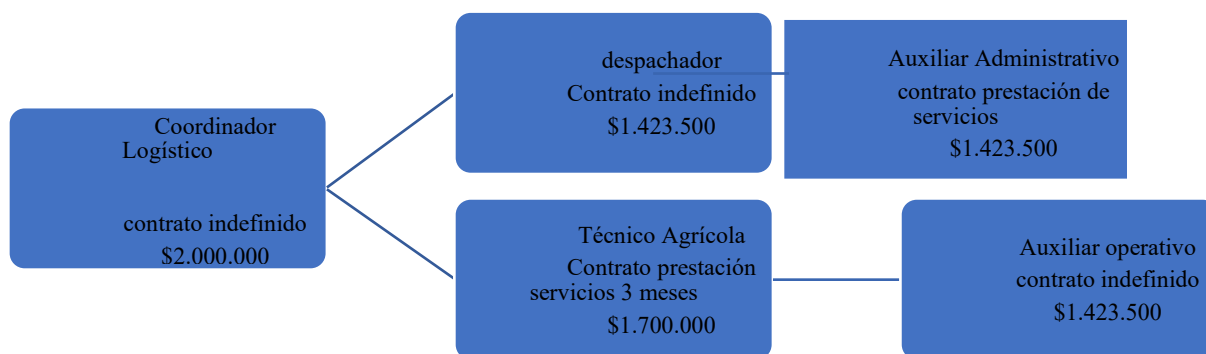 Coordinador
Logístico
contrato indefinido
$2.000.000
despachador
Contrato indefinido
$1.423.500
Auxiliar Administrativo
contrato prestación de
servicios
$1.423.500
Técnico Agrícola
Contrato prestación
servicios 3 meses
$1.700.000
Auxiliar operativo
contrato indefinido
$1.423.500